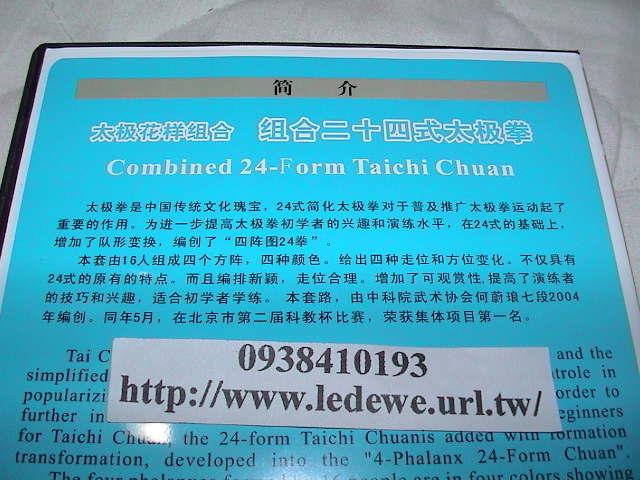 简 介
太极花样组合 组合二十四式太极拳
Combined 24-Form Taichi Chuan
太极拳是中国传统文化瑰宝，24式简化太极拳对于普及推广太极拳运动起了
重要的作用。为进一步提高太极拳初学者的兴趣和演练水平，在24式的基础上，
增加了队形变换，编创了“四阵图24拳”。
本套由16人组成四个方阵，四种颜色。给出四种走位和方位变化。不仅具有
24式的原有的特点。而且编排新颖，走位合理。增加了可观赏性,提高了演练者
的技巧和兴趣，适合初学者学练。 本套路，由中科院武术协会何蔚琅七段2004
年编创。同年5月，在北京市第二届科教杯比赛，荣获集体项目第一名。
Tai and the
simplified
popularizi order to
further in
for Taichi Chuan, the 24-form Taichi Chuanis added with formation
transformation, developed into the "4-Phalanx 24-Form Chuan".
The four phalanxes 16 people are in four colors showing
0938410193
http://www.ledewe.url.tw/